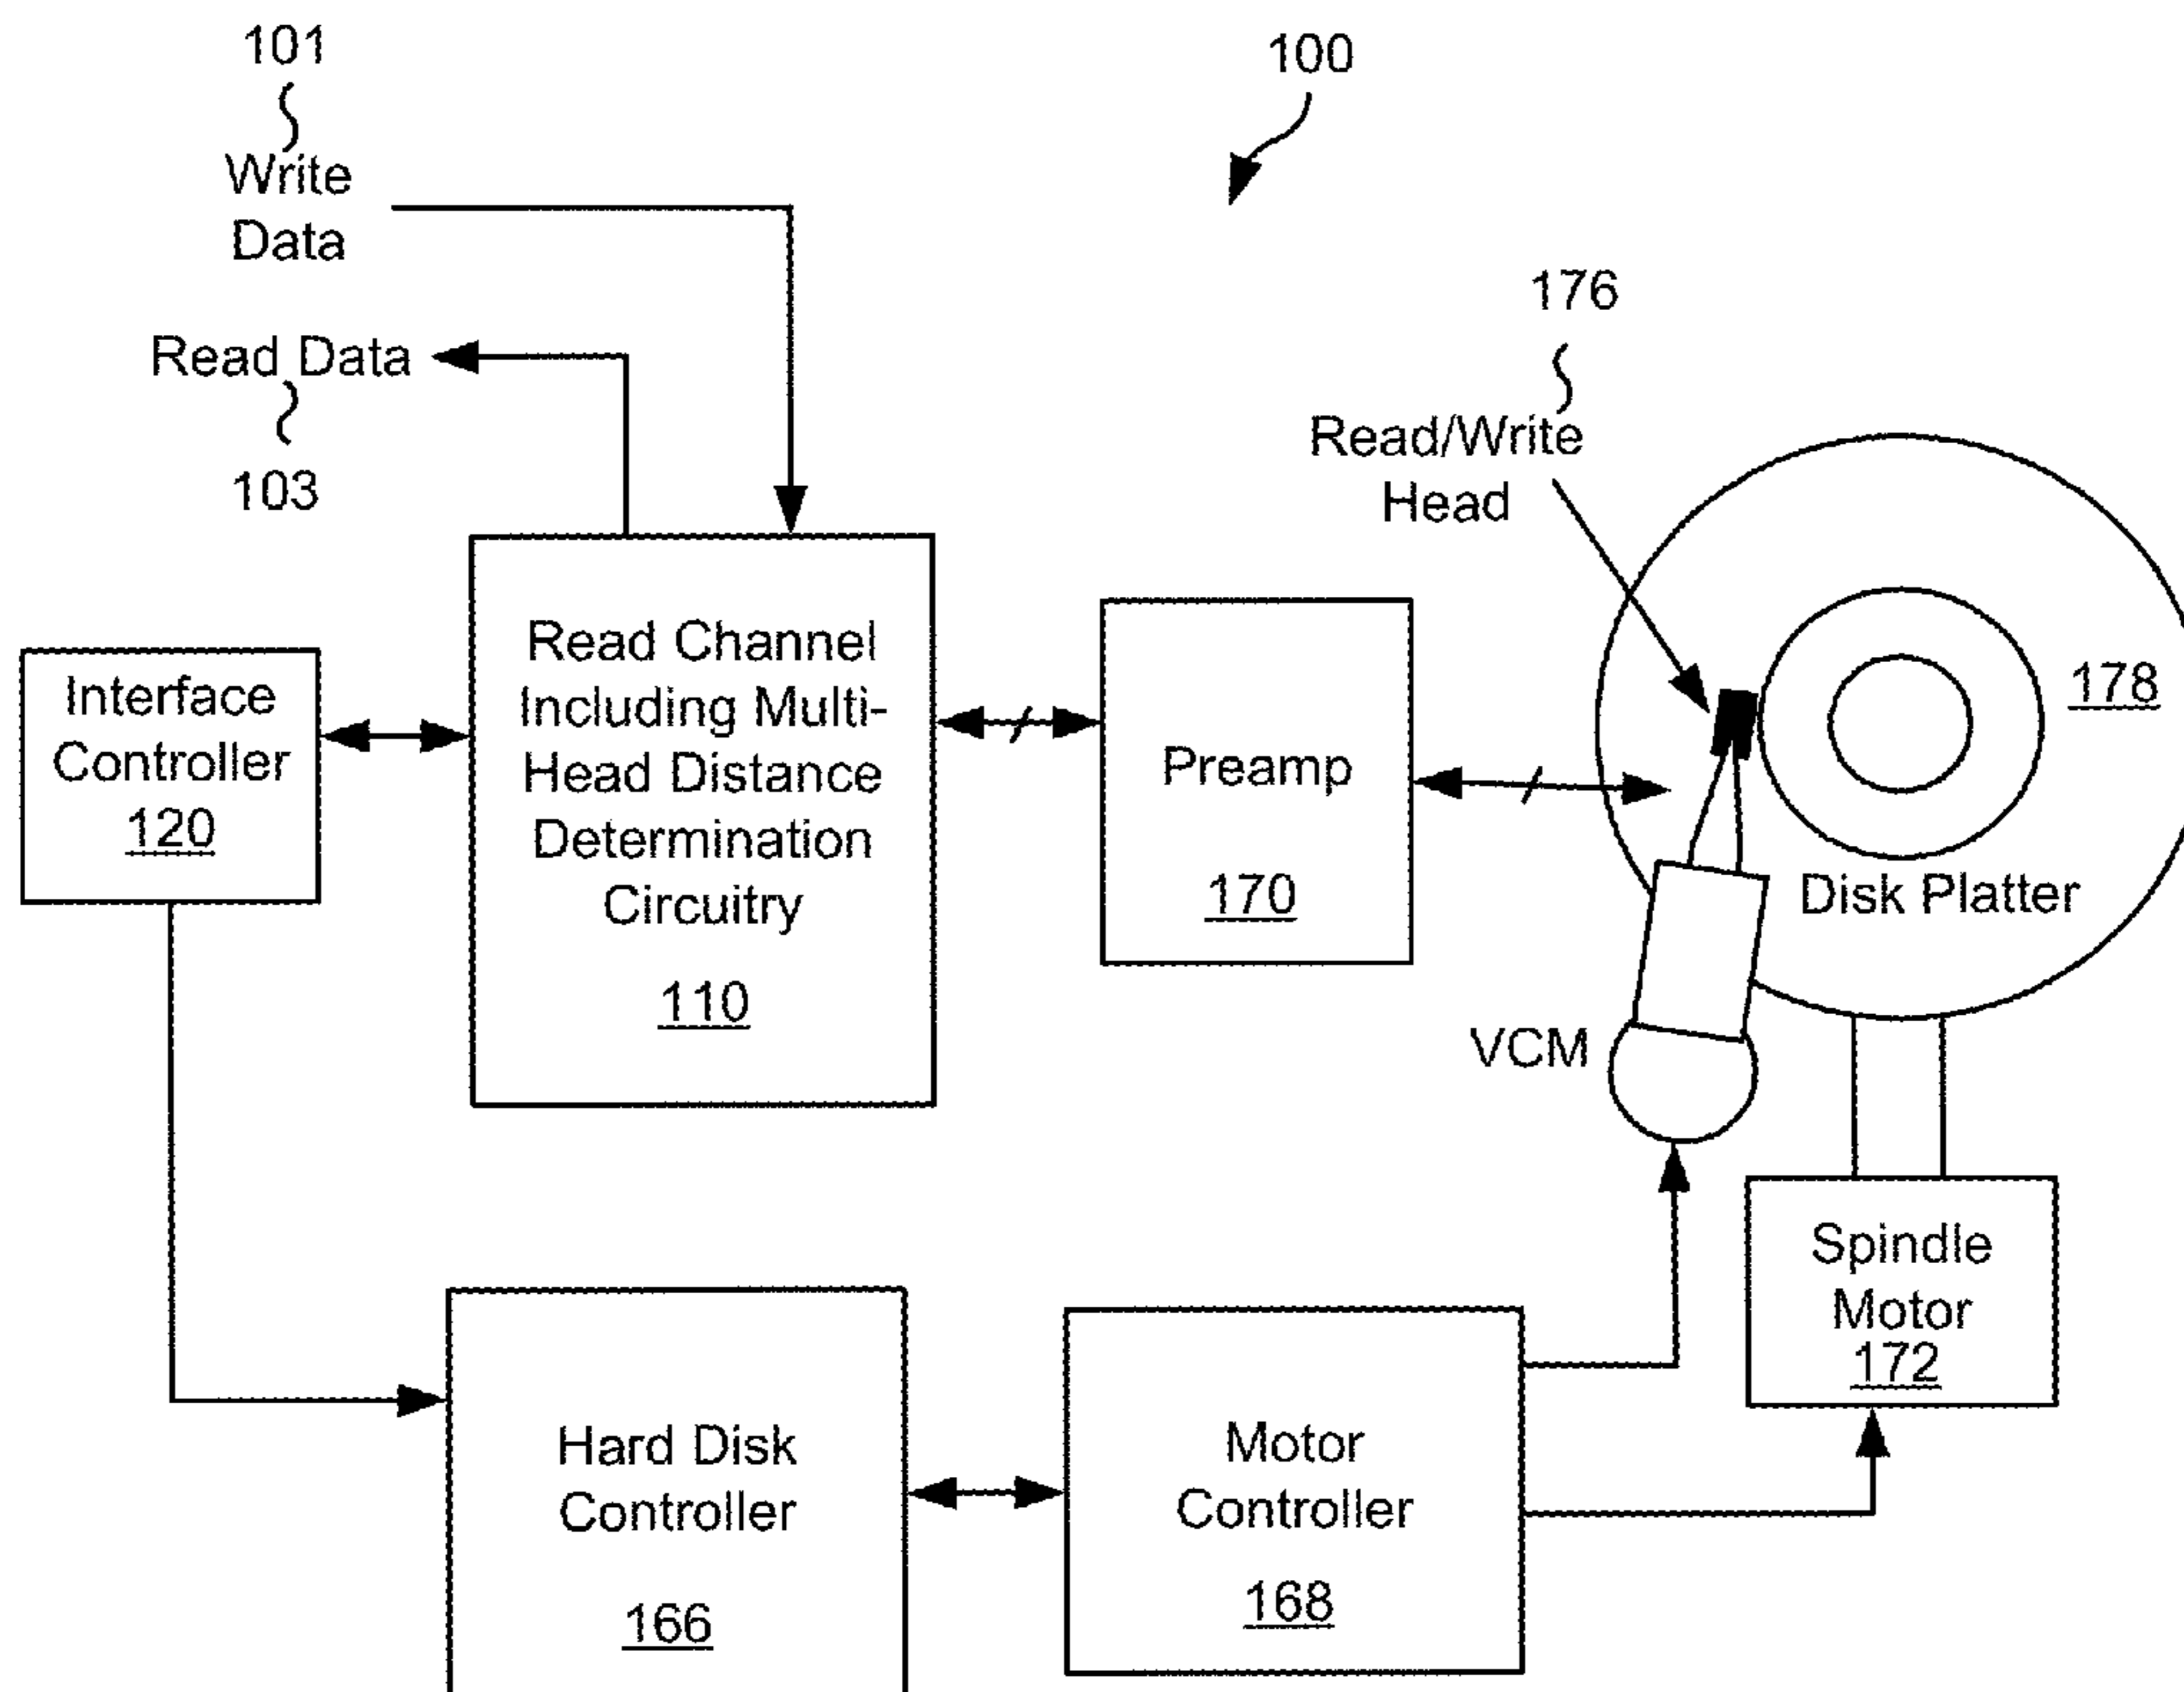 101
100
Write
Data
176
Read Data
103
Read/Write
Head
Interface
Controller
120
Read Channel
Including Multi-
Head Distance
Determination
Circuitry
110
Preamp
170
178
Disk Platter
VCM
Spindle
Motor
172
Hard Disk
Controller
166
Motor
Controller
168